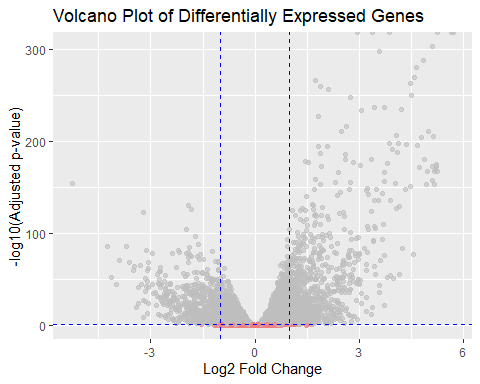 Volcano Plot of Differentially Expressed Genes
300
200
100
0
-log10(Adjusted p-value)
-3 0 3 6
Log2 Fold Change